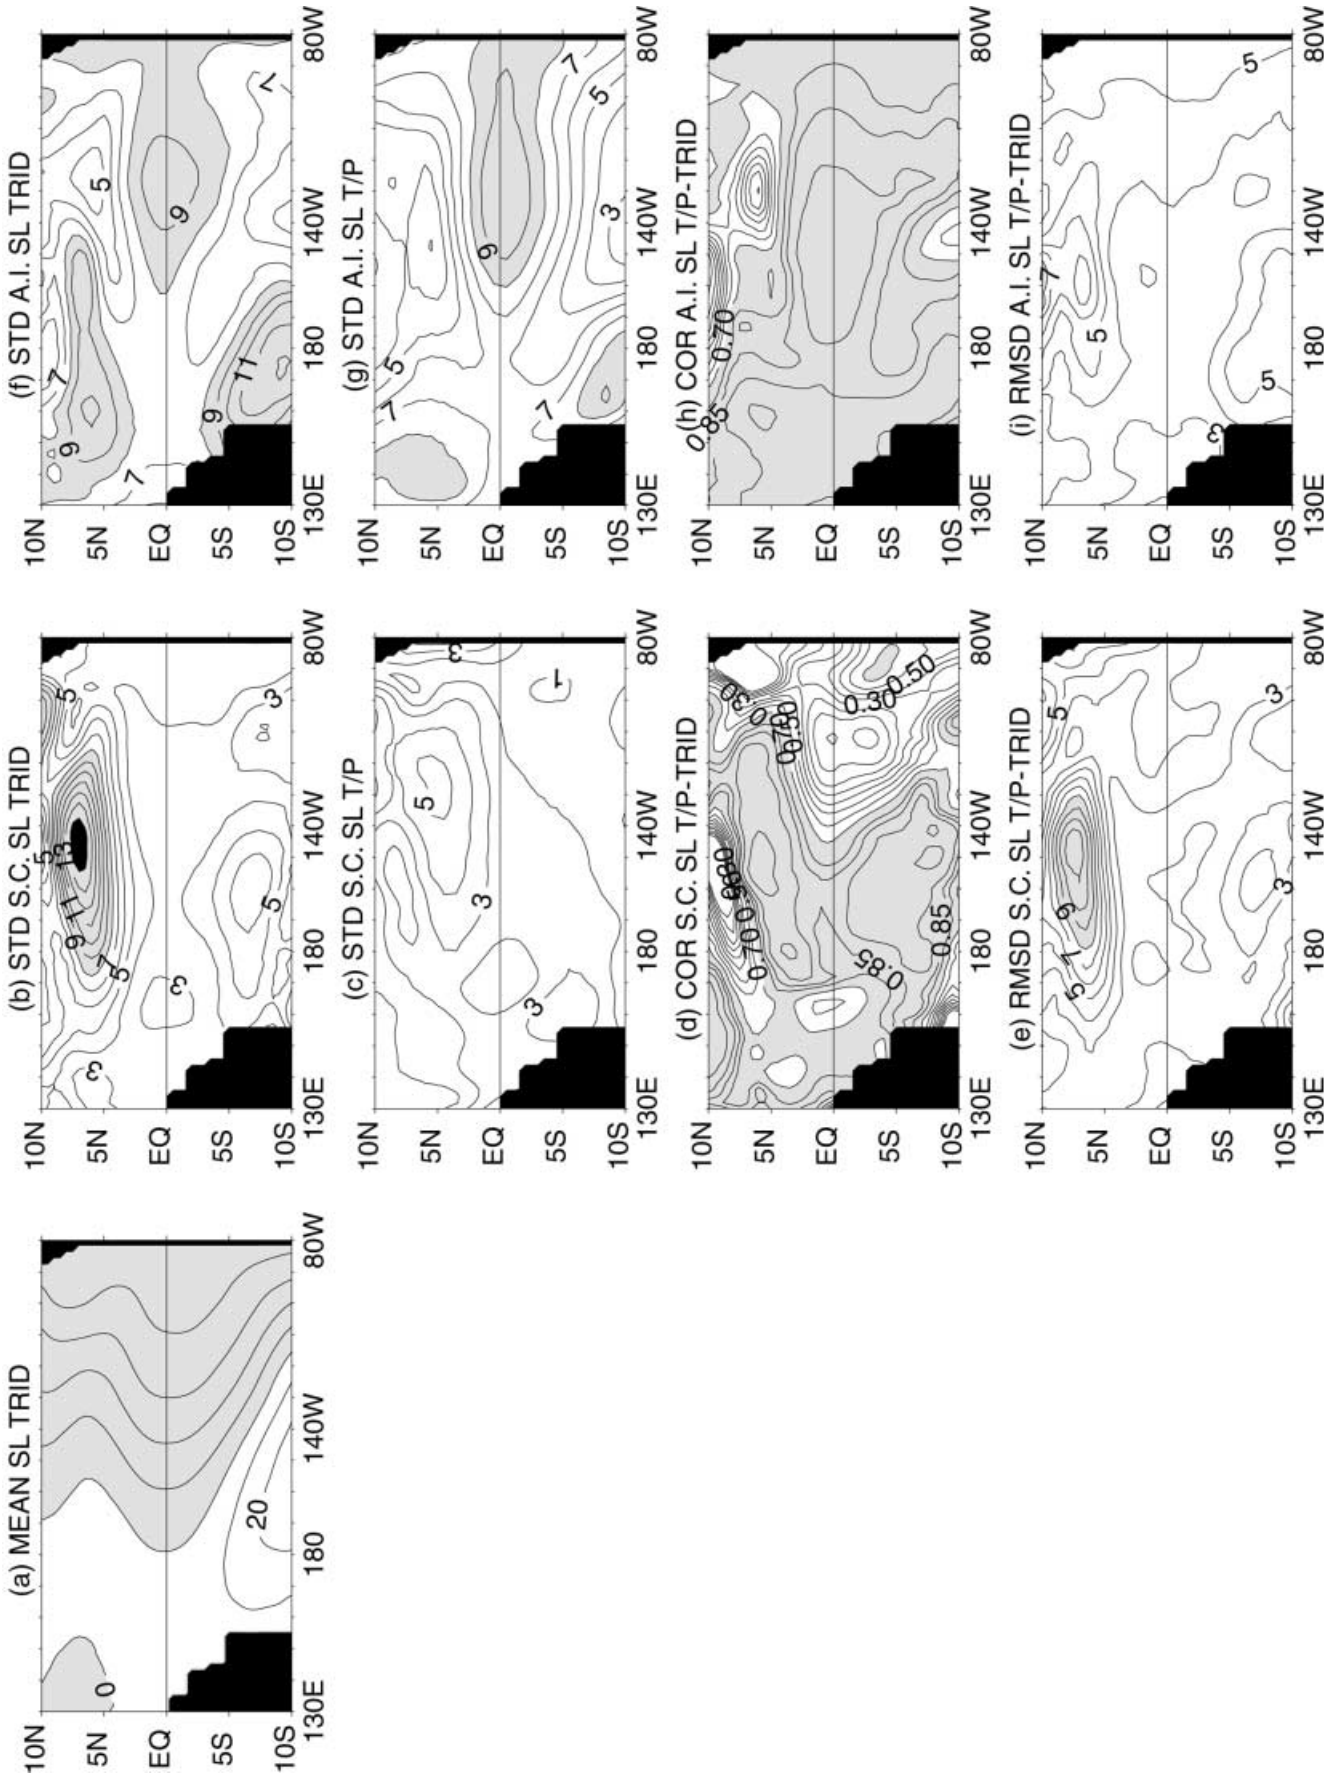 (a) MEAN SL TRID
10N
5N
EQ
5S
10S
0
20
130E 180 140W 80W
(b) STD S.C. SL TRID
10N
5N
EQ
5S
10S
5
13
11
9
7
5
5
3
3
3
5
130E 180 140W 80W
(c) STD S.C. SL T/P
10N
5N
EQ
5S
10S
3
5
3
3
1
130E 180 140W 80W
(d) COR S.C. SL T/P-TRID
10N
5N
EQ
5S
10S
0.70
0.70
0.30
0.30
0.50
0.85
0.85
130E 180 140W 80W
(e) RMSD S.C. SL T/P-TRID
10N
5N
EQ
5S
10S
5
9
7
5
3
3
130E 180 140W 80W
(f) STD A.I. SL TRID
10N
5N
EQ
5S
10S
7
9
5
7
9
9
11
7
130E 180 140W 80W
(g) STD A.I. SL T/P
10N
5N
EQ
5S
10S
5
7
9
7
7
5
3
130E 180 140W 80W
(h) COR A.I. SL T/P-TRID
10N
5N
EQ
5S
10S
0.85
0.70
130E 180 140W 80W
(i) RMSD A.I. SL T/P-TRID
10N
5N
EQ
5S
10S
7
5
3
5
5
130E 180 140W 80W